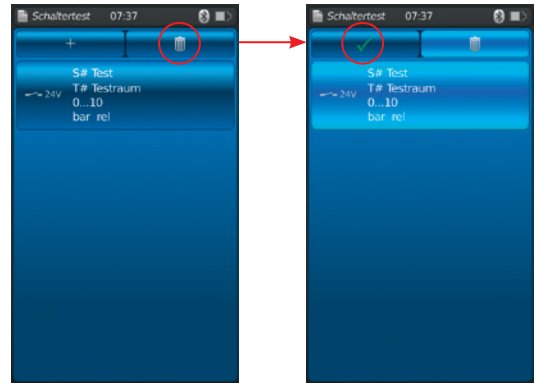 Schaltertest 07:37
+
S# Test
T# Testraum
24V
0...10
bar rel
Schaltertest 07:37
S# Test
T# Testraum
24V
0...10
bar rel